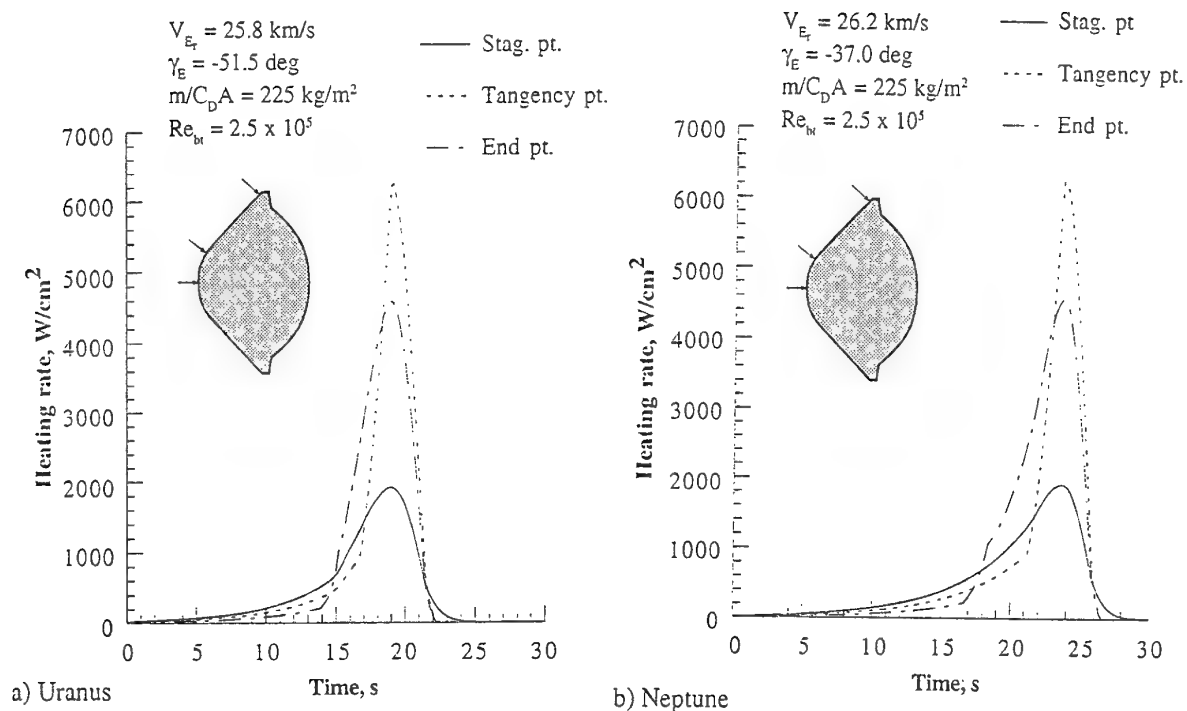 V_{E_r} = 25.8 km/s
γ_E = -51.5 deg
m/C_DA = 225 kg/m²
Re_{bt} = 2.5 x 10⁵
Stag. pt.
Tangency pt.
End pt.
Heating rate, W/cm²
7000
6000
5000
4000
3000
2000
1000
0
0 5 10 15 20 25 30
Time, s
a) Uranus
V_{E_r} = 26.2 km/s
γ_E = -37.0 deg
m/C_DA = 225 kg/m²
Re_{bt} = 2.5 x 10⁵
Stag. pt
Tangency pt.
End pt.
Heating rate, W/cm²
7000
6000
5000
4000
3000
2000
1000
0
0 5 10 15 20 25 30
Time, s
b) Neptune